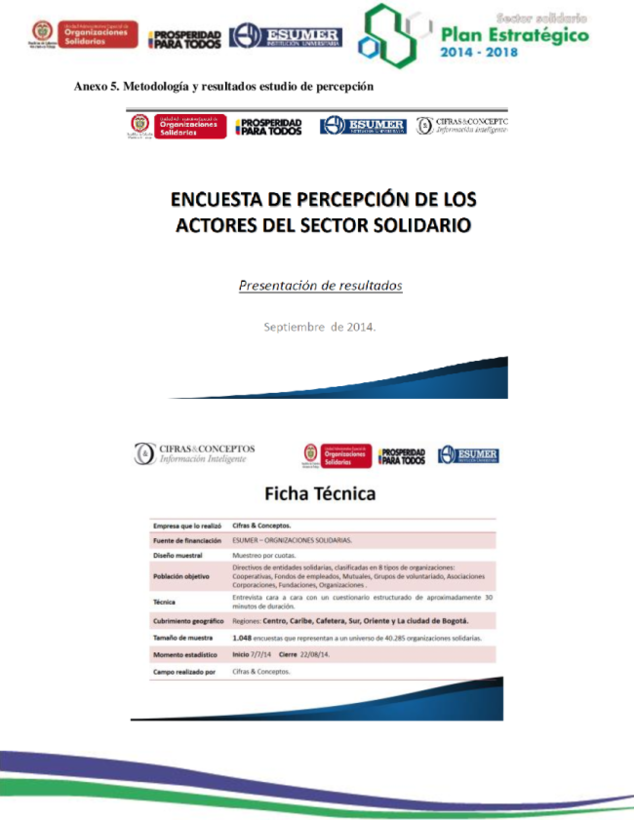 Organizaciones
Solidarias
PROSPERIDAD
PARA TODOS
ESUMER
INSTITUCIÓN UNIVERSITARIA
Sector solidario
Plan Estratégico
2014 - 2018
Anexo 5. Metodología y resultados estudio de percepción
Organizaciones
Solidarias
PROSPERIDAD
PARA TODOS
ESUMER
CIFRAS&CONCEPTO
Información Inteligente
ENCUESTA DE PERCEPCIÓN DE LOS
ACTORES DEL SECTOR SOLIDARIO
Presentación de resultados
Septiembre de 2014.
CIFRAS&CONCEPTOS
Información Inteligente
Organizaciones
Solidarias
PROSPERIDAD
PARA TODOS
ESUMER
Ficha Técnica
Empresa que lo realizó Cifras & Conceptos.
Fuente de financiación ESUMER – ORGNIZACIONES SOLIDARIAS.
Diseño muestral Muestreo por cuotas.
Población objetivo Directivos de entidades solidarias, clasificadas en 8 tipos de organizaciones:
Cooperativas, Fondos de empleados, Mutuales, Grupos de voluntariado, Asociaciones
Corporaciones, Fundaciones, Organizaciones .
Técnica Entrevista cara a cara con un cuestionario estructurado de aproximadamente 30
minutos de duración.
Cubrimiento geográfico Regiones: Centro, Caribe, Cafetera, Sur, Oriente y La ciudad de Bogotá.
Tamaño de muestra 1.048 encuestas que representan a un universo de 40.285 organizaciones solidarias.
Momento estadístico Inicio 7/7/14 Cierre 22/08/14.
Campo realizado por Cifras & Conceptos.